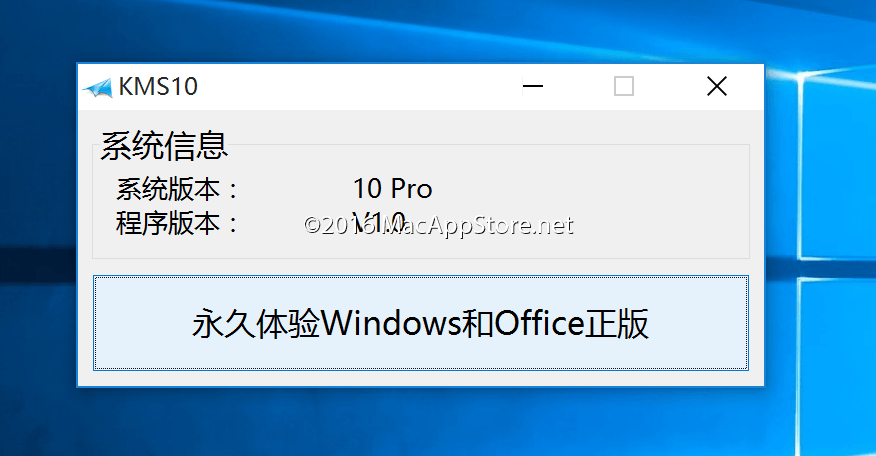 KMS10
系统信息
系统版本： 10 Pro
程序版本： V1.0
©2016 MacAppStore.net
永久体验Windows和Office正版